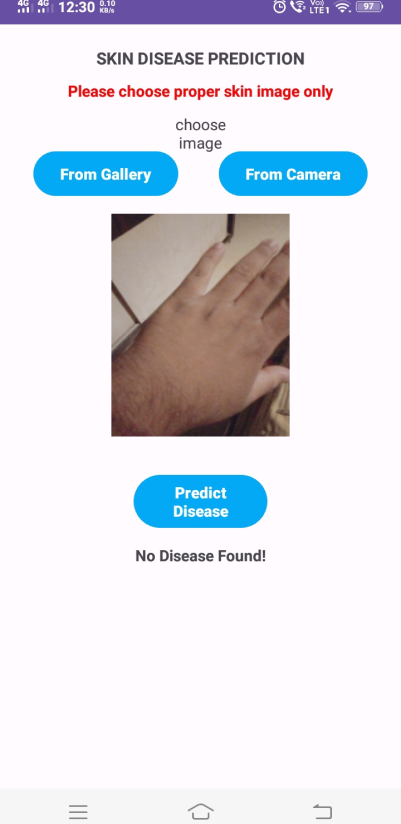 4G 4G 12:30 0.10 KB/s Vo) LTE1 97
SKIN DISEASE PREDICTION
Please choose proper skin image only
choose
image
From Gallery From Camera
Predict
Disease
No Disease Found!